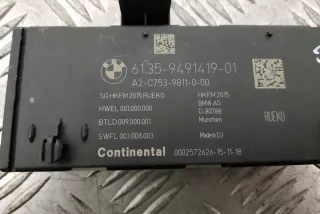 BMW
61.35-9491419-01
A2-C753-9811-0-00
SG HKFM 2015 RUEKO HKFM 2015
HWEL 001.000.000 BMW AG
D-80788
BTLD 009.000.001 Munchen
RUEKO
SWFL 003.008.003 Made in EU
Continental 0002572626-15-11-18